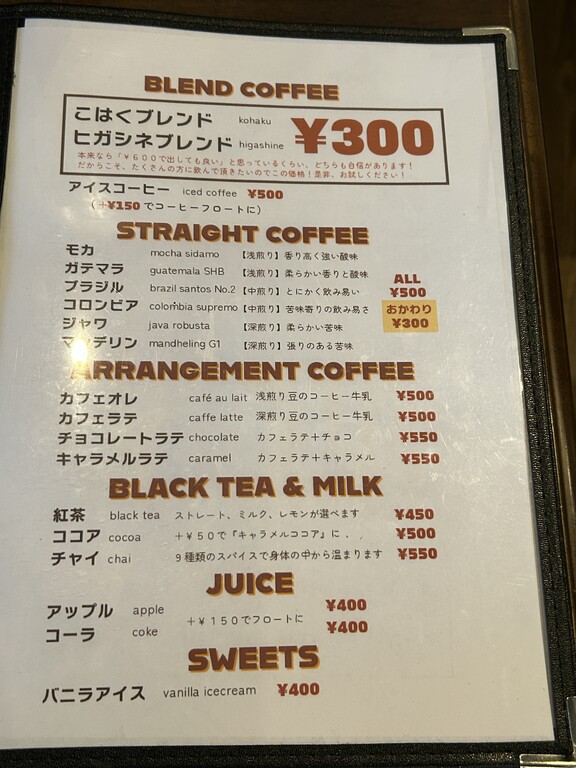 BLEND COFFEE
こはくブレンド kohaku
ヒガシネブレンド higashine ¥300
本来なら「¥600で出しても良い」と思っているくらい、どちらも自信があります！
だからこそ、たくさんの方に飲んで頂きたいのでこの価格！是非、お試しください！
アイスコーヒー iced coffee ¥500
(+¥150でコーヒーフロートに)
STRAIGHT COFFEE
モカ mocha sidamo 【浅煎り】香り高く強い酸味
ガテマラ guatemala SHB 【浅煎り】柔らかい香りと酸味
ブラジル brazil santos No.2 【中煎り】とにかく飲み易い
コロンビア colombia supremo 【中煎り】苦味寄りの飲み易さ
ジャワ java robusta 【深煎り】柔らかい苦味
マンデリン mandheling G1 【深煎り】張りのある苦味
ALL
¥500
おかわり
¥300
ARRANGEMENT COFFEE
カフェオレ café au lait 浅煎り豆のコーヒー牛乳 ¥500
カフェラテ caffe latte 深煎り豆のコーヒー牛乳 ¥500
チョコレートラテ chocolate カフェラテ＋チョコ ¥550
キャラメルラテ caramel カフェラテ＋キャラメル ¥550
BLACK TEA & MILK
紅茶 black tea ストレート、ミルク、レモンが選べます ¥450
ココア cocoa ＋¥50で『キャラメルココア』に．． ¥500
チャイ chai 9種類のスパイスで身体の中から温まります ¥550
JUICE
アップル apple ¥400
＋¥150でフロートに
コーラ coke ¥400
SWEETS
バニラアイス vanilla icecream ¥400